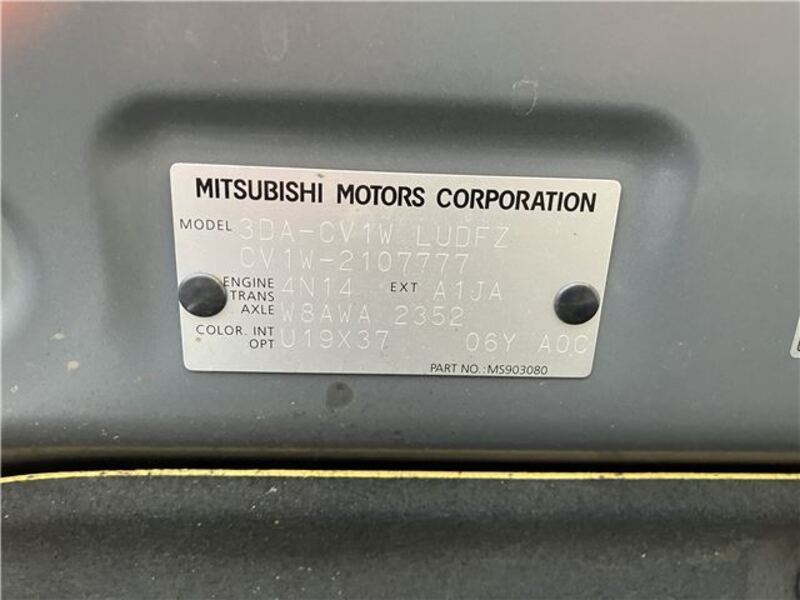 MITSUBISHI MOTORS CORPORATION
MODEL 3DA-CV1W LUDFZ
CV1W-2107777
ENGINE 4N14 EXT A1JA
TRANS AXLE W8AWA 2352
COLOR. INT OPT U19X37 06Y A0C
PART NO.: MS903080